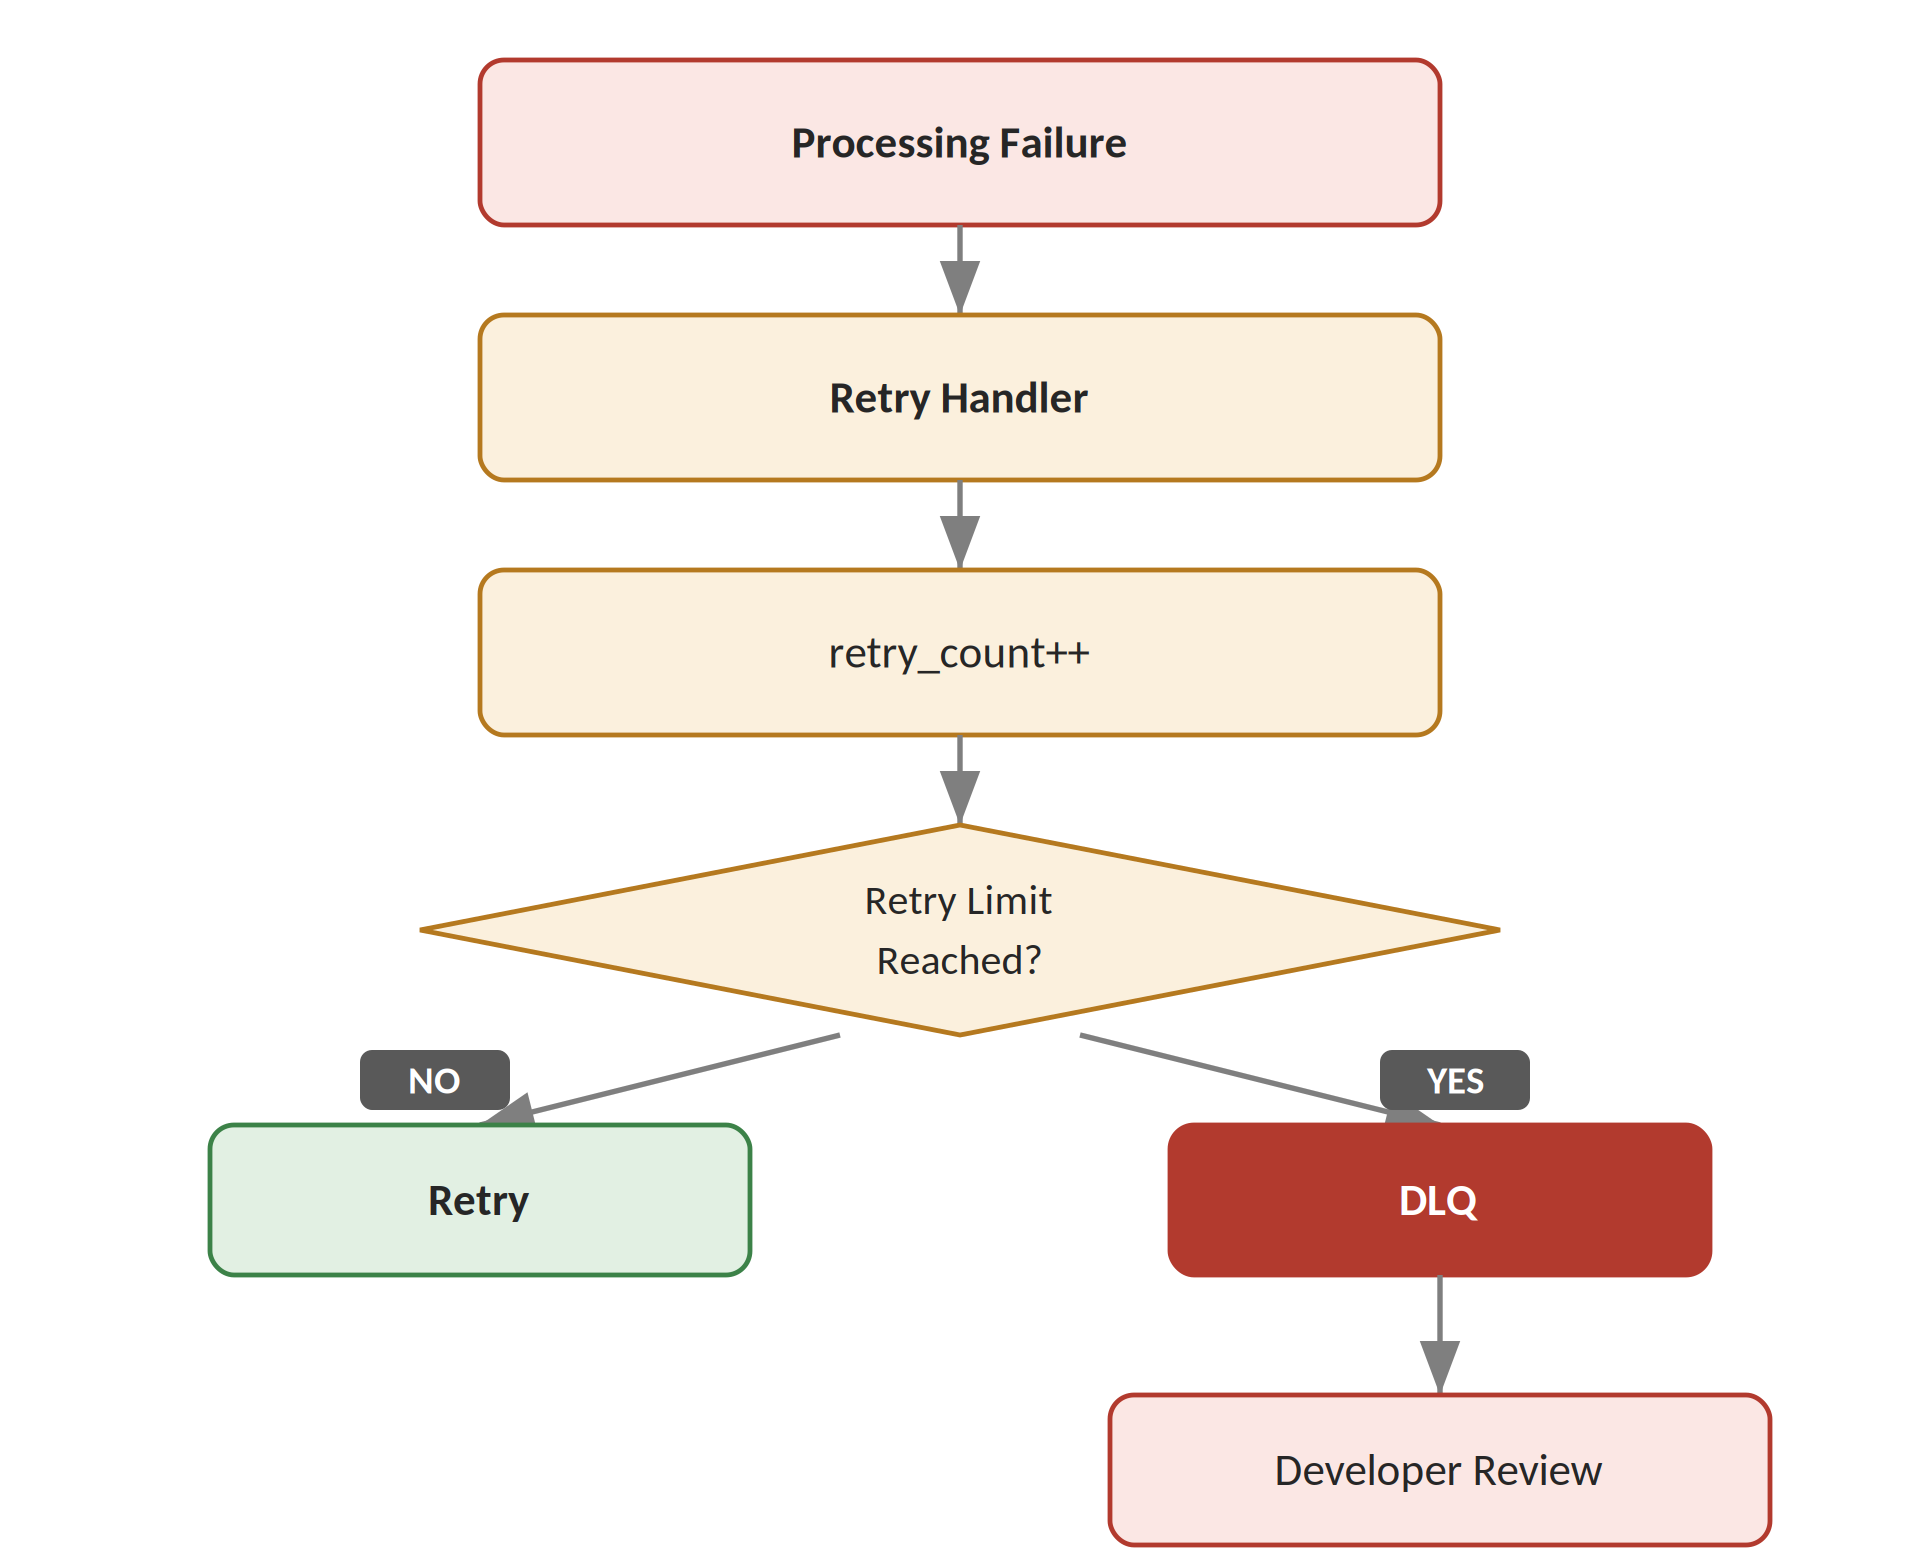 Processing Failure
Retry Handler
retry_count++
Retry Limit
Reached?
NO
YES
Retry
DLQ
Developer Review